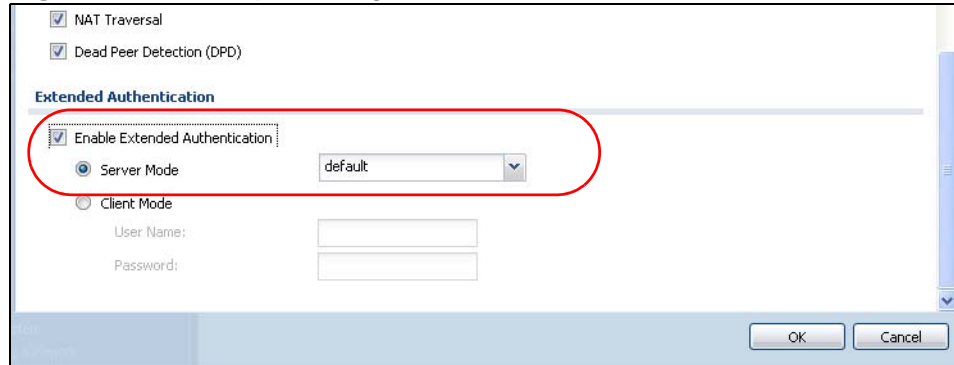 NAT Traversal
Dead Peer Detection (DPD)
Extended Authentication
Enable Extended Authentication
Server Mode default
Client Mode
User Name:
Password:
OK Cancel